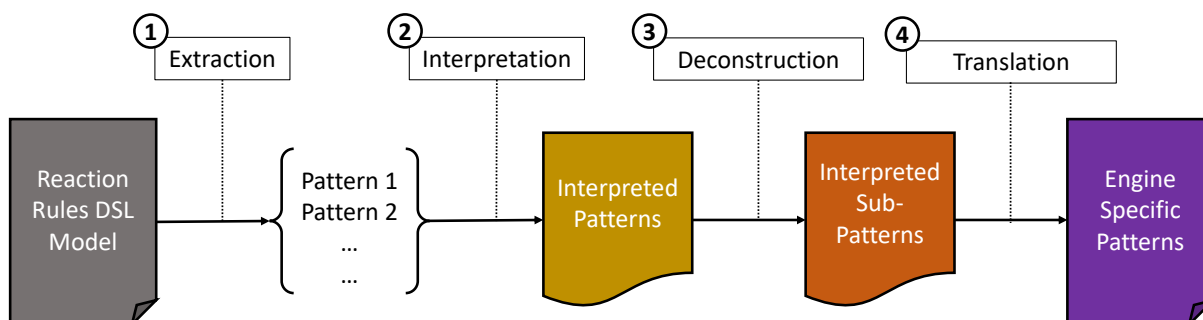 1
Extraction
2
Interpretation
3
Deconstruction
4
Translation
Reaction
Rules DSL
Model
Pattern 1
Pattern 2
...
...
Interpreted
Patterns
Interpreted
Sub-
Patterns
Engine
Specific
Patterns